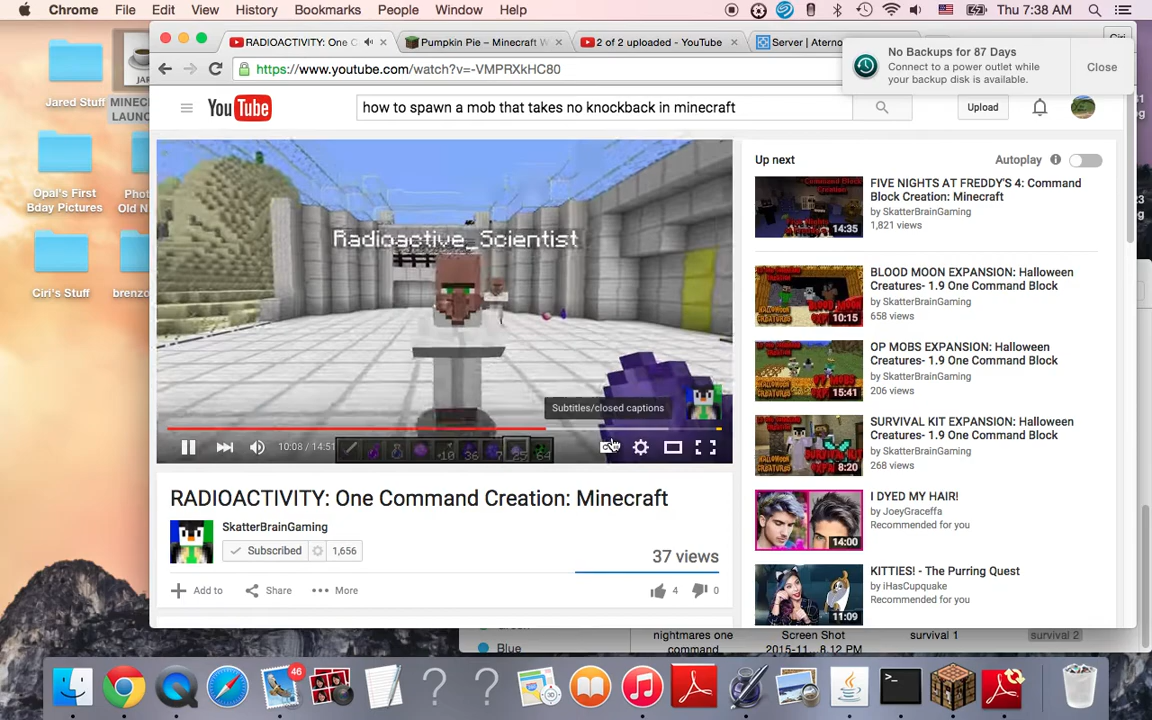 Chrome File Edit View History Bookmarks People Window Help Thu 7:38 AM
RADIOACTIVITY: One C Pumpkin Pie – Minecraft W 2 of 2 uploaded - YouTube Server | Aterno
https://www.youtube.com/watch?v=-VMPRXkHC80
No Backups for 87 Days
Connect to a power outlet while
your backup disk is available.
Close
Jared Stuff
MINEC
LAUNC
Opal's First
Bday Pictures
Pho
Old N
Ciri's Stuff
brenzo
YouTube
how to spawn a mob that takes no knockback in minecraft
Upload
Radioactive_Scientist
Subtitles/closed captions
10:08 / 14:51
RADIOACTIVITY: One Command Creation: Minecraft
SkatterBrainGaming
Subscribed 1,656
37 views
Add to Share More 4 0
Up next Autoplay
FIVE NIGHTS AT FREDDY'S 4: Command
Block Creation: Minecraft
by SkatterBrainGaming
1,821 views
14:35
BLOOD MOON EXPANSION: Halloween
Creatures- 1.9 One Command Block
by SkatterBrainGaming
658 views
10:15
OP MOBS EXPANSION: Halloween
Creatures- 1.9 One Command Block
by SkatterBrainGaming
206 views
15:41
SURVIVAL KIT EXPANSION: Halloween
Creatures- 1.9 One Command Block
by SkatterBrainGaming
268 views
8:20
I DYED MY HAIR!
by JoeyGraceffa
Recommended for you
14:00
KITTIES! - The Purring Quest
by iHasCupquake
Recommended for you
11:09
Blue
nightmares one
command
Screen Shot
2015-11... 8.12 PM
survival 1
survival 2
46